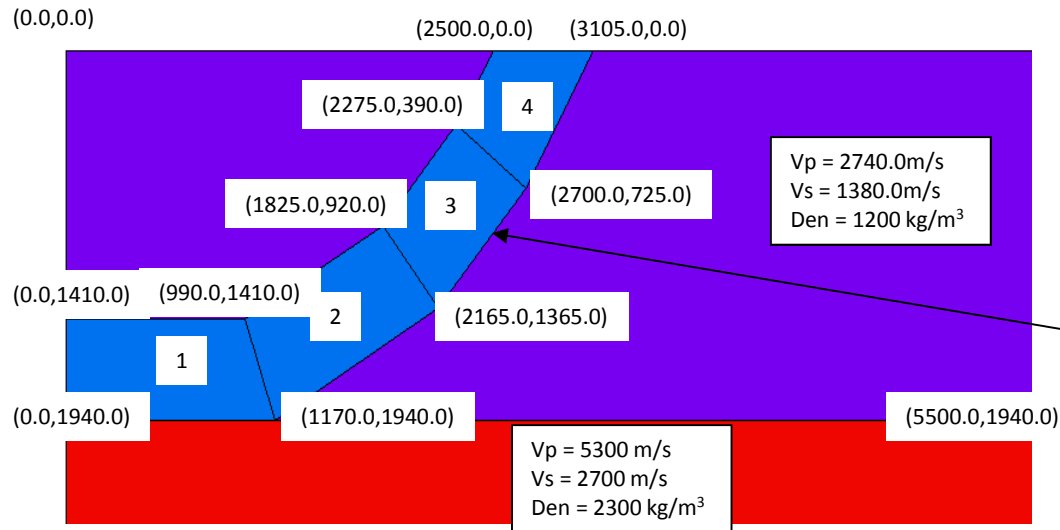 (0.0,0.0)
(2500.0,0.0)
(3105.0,0.0)
(2275.0,390.0)
4
Vp = 2740.0m/s
Vs = 1380.0m/s
Den = 1200 kg/m³
(1825.0,920.0)
3
(2700.0,725.0)
(0.0,1410.0)
(990.0,1410.0)
2
(2165.0,1365.0)
1
(0.0,1940.0)
(1170.0,1940.0)
(5500.0,1940.0)
Vp = 5300 m/s
Vs = 2700 m/s
Den = 2300 kg/m³